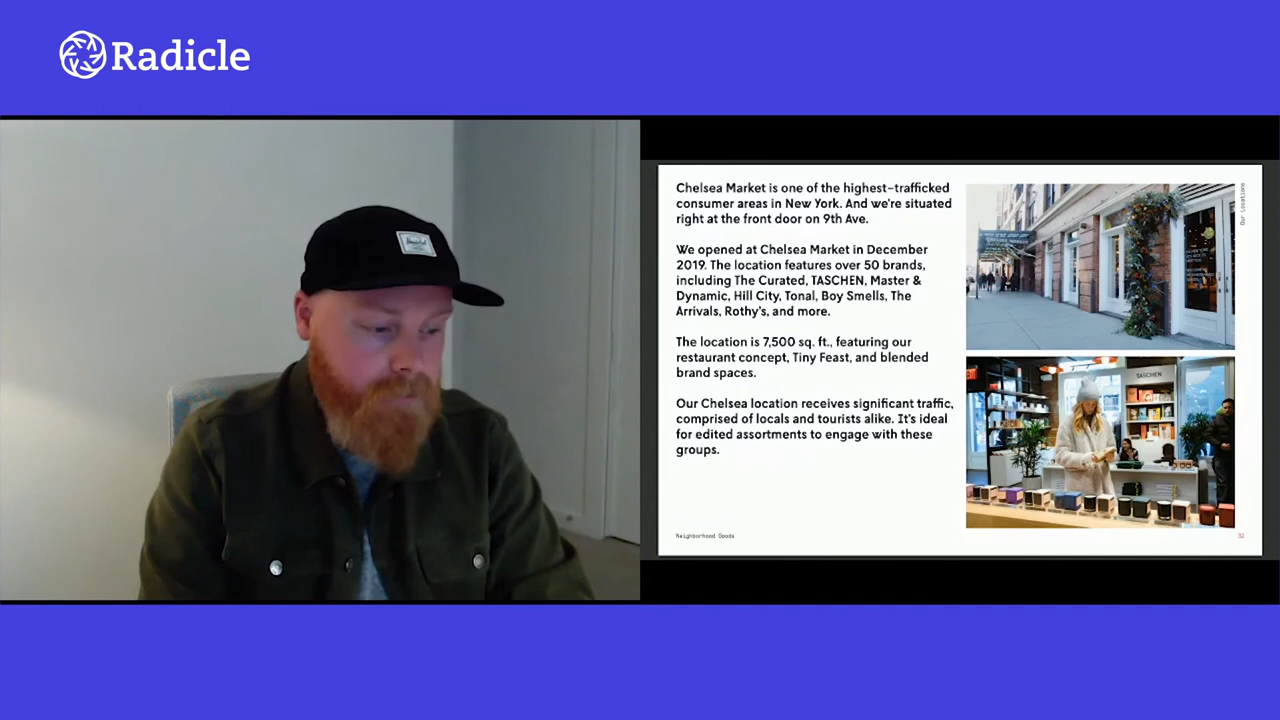 Radicle
Chelsea Market is one of the highest-trafficked
consumer areas in New York. And we're situated
right at the front door on 9th Ave.
We opened at Chelsea Market in December
2019. The location features over 50 brands,
including The Curated, TASCHEN, Master &
Dynamic, Hill City, Tonal, Boy Smells, The
Arrivals, Rothy's, and more.
The location is 7,500 sq. ft., featuring our
restaurant concept, Tiny Feast, and blended
brand spaces.
Our Chelsea location receives significant traffic,
comprised of locals and tourists alike. It's ideal
for edited assortments to engage with these
groups.
Our Locations
TASCHEN
Neighborhood Goods
32